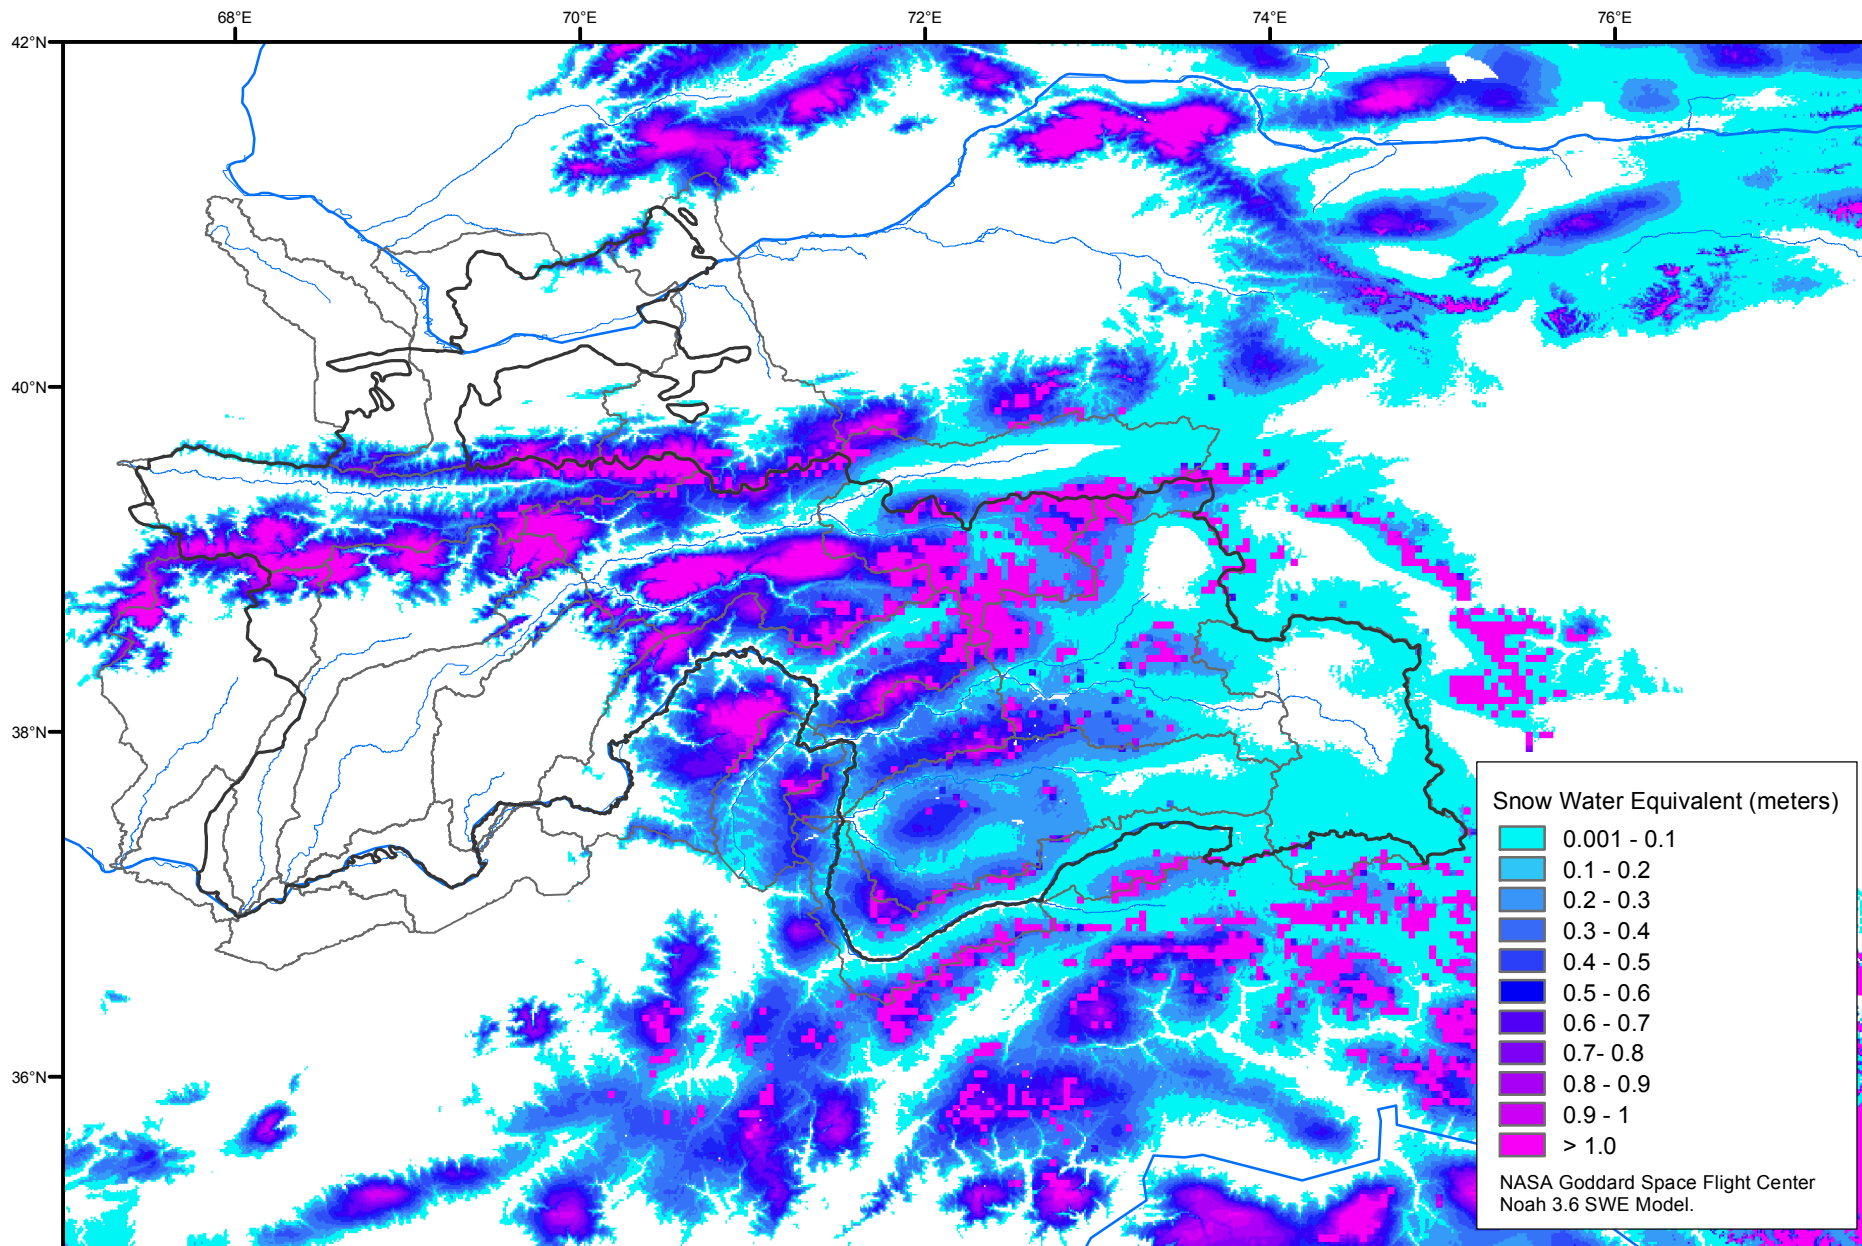 68°E
70°E
72°E
74°E
76°E
42°N
40°N
38°N
36°N
Snow Water Equivalent (meters)
0.001 - 0.1
0.1 - 0.2
0.2 - 0.3
0.3 - 0.4
0.4 - 0.5
0.5 - 0.6
0.6 - 0.7
0.7- 0.8
0.8 - 0.9
0.9 - 1
> 1.0
NASA Goddard Space Flight Center
Noah 3.6 SWE Model.